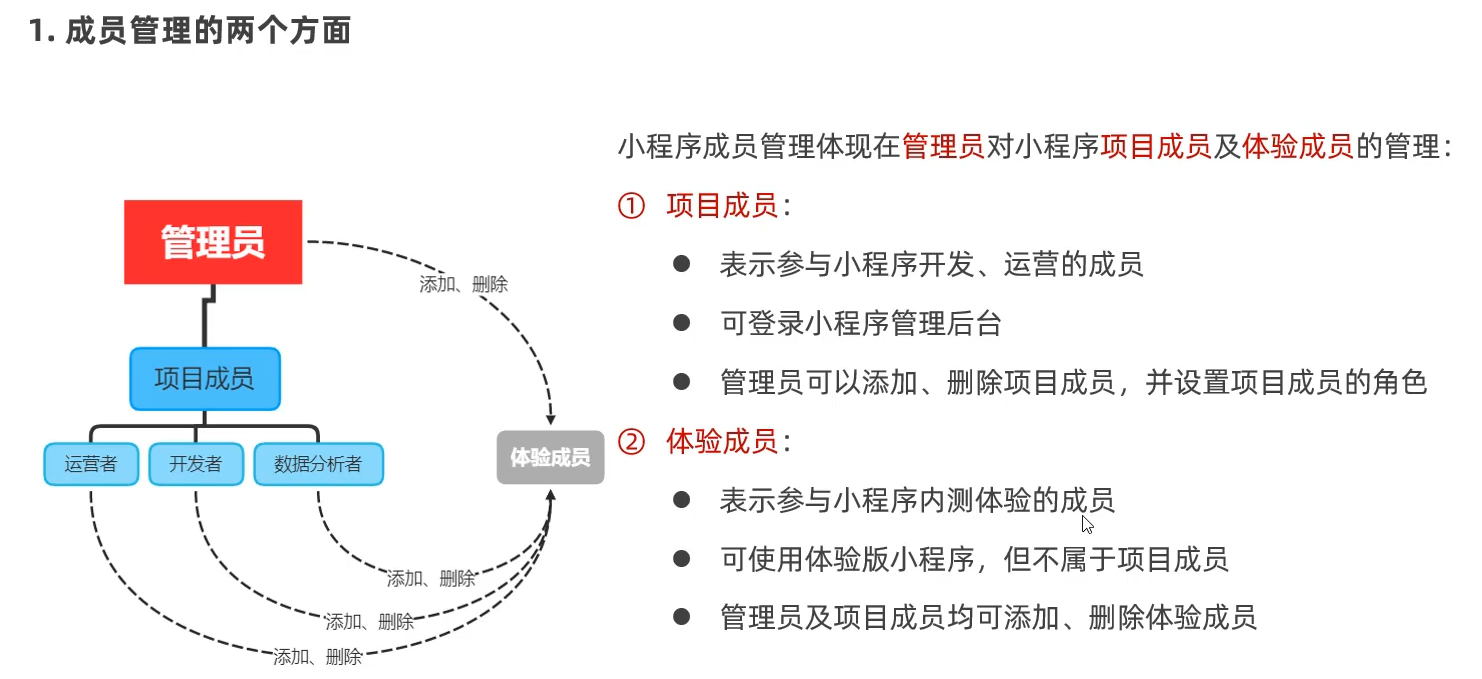 1. 成员管理的两个方面
小程序成员管理体现在管理员对小程序项目成员及体验成员的管理：
① 项目成员：
● 表示参与小程序开发、运营的成员
● 可登录小程序管理后台
● 管理员可以添加、删除项目成员，并设置项目成员的角色
② 体验成员：
● 表示参与小程序内测体验的成员
● 可使用体验版小程序，但不属于项目成员
● 管理员及项目成员均可添加、删除体验成员
管理员
添加、删除
项目成员
运营者
开发者
数据分析者
体验成员
添加、删除
添加、删除
添加、删除